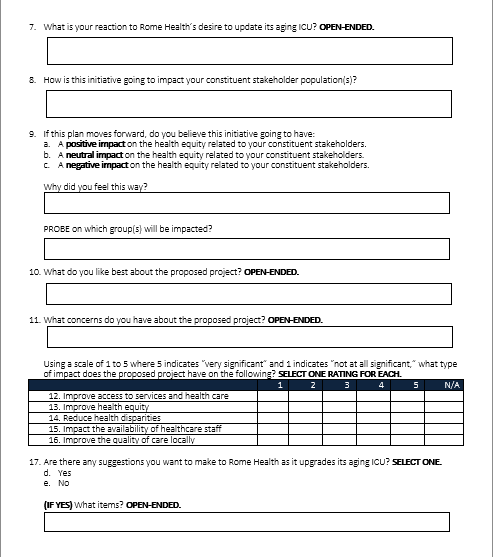 7. What is your reaction to Rome Health's desire to update its aging ICU? OPEN-ENDED.
8. How is this initiative going to impact your constituent stakeholder population(s)?
9. If this plan moves forward, do you believe this initiative going to have:
a. A positive impact on the health equity related to your constituent stakeholders.
b. A neutral impact on the health equity related to your constituent stakeholders.
c. A negative impact on the health equity related to your constituent stakeholders.
Why did you feel this way?
PROBE on which group(s) will be impacted?
10. What do you like best about the proposed project? OPEN-ENDED.
11. What concerns do you have about the proposed project? OPEN-ENDED.
Using a scale of 1 to 5 where 5 indicates "very significant" and 1 indicates "not at all significant," what type
of impact does the proposed project have on the following? SELECT ONE RATING FOR EACH.
1 2 3 4 5 N/A
12. Improve access to services and health care
13. Improve health equity
14. Reduce health disparities
15. Impact the availability of healthcare staff
16. Improve the quality of care locally
17. Are there any suggestions you want to make to Rome Health as it upgrades its aging ICU? SELECT ONE.
d. Yes
e. No
(IF YES) What items? OPEN-ENDED.